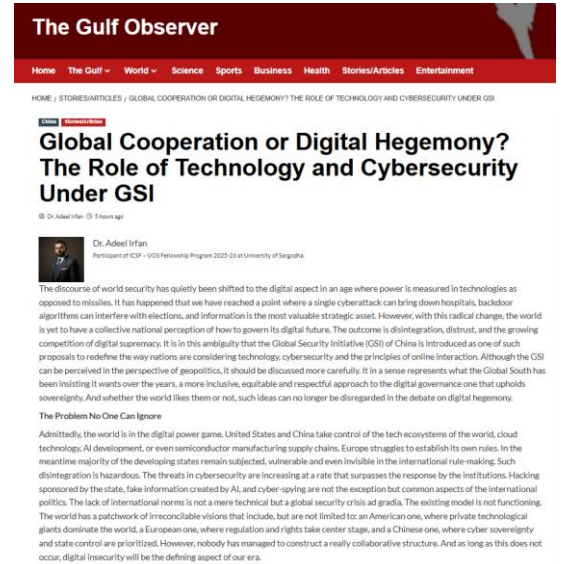 The Gulf Observer
Home The Gulf World Science Sports Business Health Stories/Articles Entertainment
HOME / STORIES/ARTICLES / GLOBAL COOPERATION OR DIGITAL HEGEMONY? THE ROLE OF TECHNOLOGY AND CYBERSECURITY UNDER GSI
China Stories/Articles
Global Cooperation or Digital Hegemony?
The Role of Technology and Cybersecurity
Under GSI
Dr. Adeel Irfan 5 hours ago
Dr. Adeel Irfan
Participant of ICSF – UOS Fellowship Program 2025-26 at University of Sargodha.
The discourse of world security has quietly been shifted to the digital aspect in an age where power is measured in technologies as
opposed to missiles. It has happened that we have reached a point where a single cyberattack can bring down hospitals, backdoor
algorithms can interfere with elections, and information is the most valuable strategic asset. However, with this radical change, the world
is yet to have a collective national perception of how to govern its digital future. The outcome is disintegration, distrust, and the growing
competition of digital supremacy. It is in this ambiguity that the Global Security Initiative (GSI) of China is introduced as one of such
proposals to redefine the way nations are considering technology, cybersecurity and the principles of online interaction. Although the GSI
can be perceived in the perspective of geopolitics, it should be discussed more carefully. It in a sense represents what the Global South has
been insisting it wants over the years, a more inclusive, equitable and respectful approach to the digital governance one that upholds
sovereignty. And whether the world likes them or not, such ideas can no longer be disregarded in the debate on digital hegemony.
The Problem No One Can Ignore
Admittedly, the world is in the digital power game. United States and China take control of the tech ecosystems of the world, cloud
technology, AI development, or even semiconductor manufacturing supply chains. Europe struggles to establish its own rules. In the
meantime majority of the developing states remain subjected, vulnerable and even invisible in the international rule-making. Such
disintegration is hazardous. The threats in cybersecurity are increasing at a rate that surpasses the response by the institutions. Hacking
sponsored by the state, fake information created by AI, and cyber-spying are not the exception but common aspects of the international
politics. The lack of international norms is not a mere technical but a global security crisis ad gradia. The existing model is not functioning.
The world has a patchwork of irreconcilable visions that include, but are not limited to: an American one, where private technological
giants dominate the world, a European one, where regulation and rights take center stage, and a Chinese one, where cyber sovereignty
and state control are prioritized. However, nobody has managed to construct a really collaborative structure. And as long as this does not
occur, digital insecurity will be the defining aspect of our era.